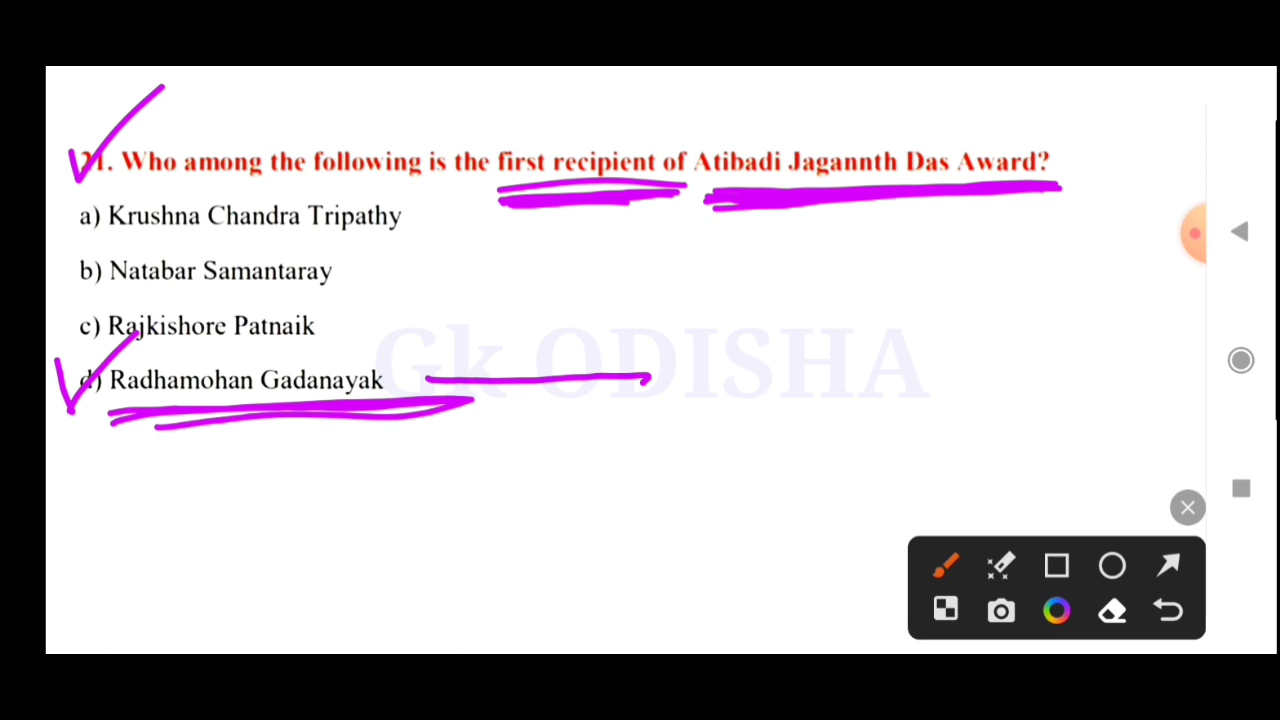 21. Who among the following is the first recipient of Atibadi Jagannth Das Award?
a) Krushna Chandra Tripathy
b) Natabar Samantaray
c) Rajkishore Patnaik
d) Radhamohan Gadanayak
Gk ODISHA